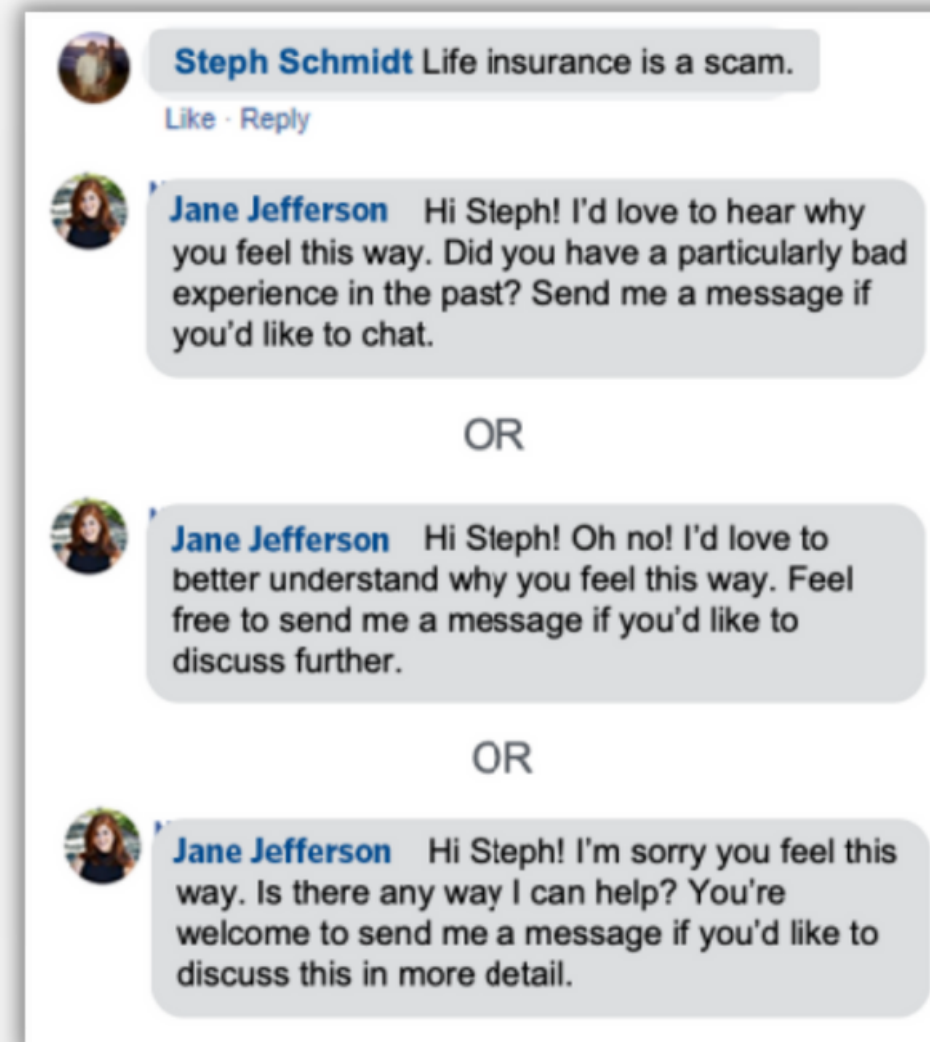 Steph Schmidt Life insurance is a scam.
Like · Reply
Jane Jefferson Hi Steph! I'd love to hear why
you feel this way. Did you have a particularly bad
experience in the past? Send me a message if
you'd like to chat.
OR
Jane Jefferson Hi Steph! Oh no! I'd love to
better understand why you feel this way. Feel
free to send me a message if you'd like to
discuss further.
OR
Jane Jefferson Hi Steph! I'm sorry you feel this
way. Is there any way I can help? You're
welcome to send me a message if you'd like to
discuss this in more detail.